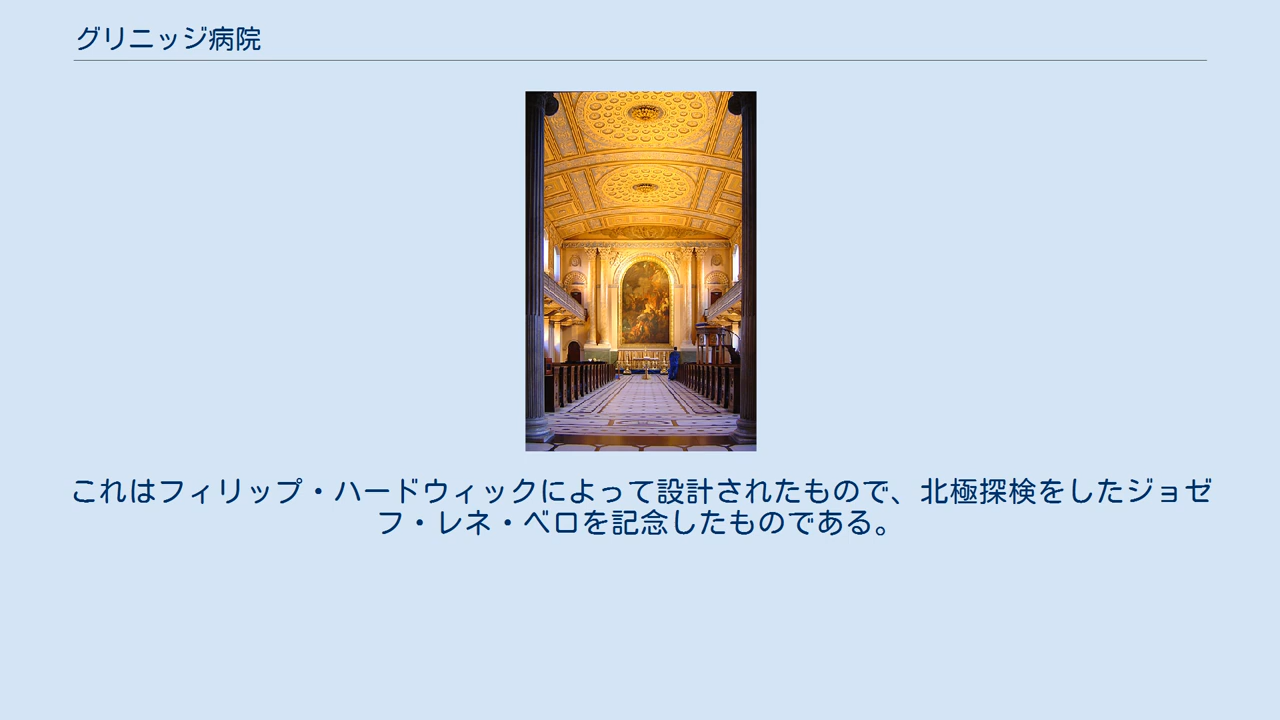 グリニッジ病院
これはフィリップ・ハードウィックによって設計されたもので、北極探検をしたジョゼ
フ・レネ・ベロを記念したものである。